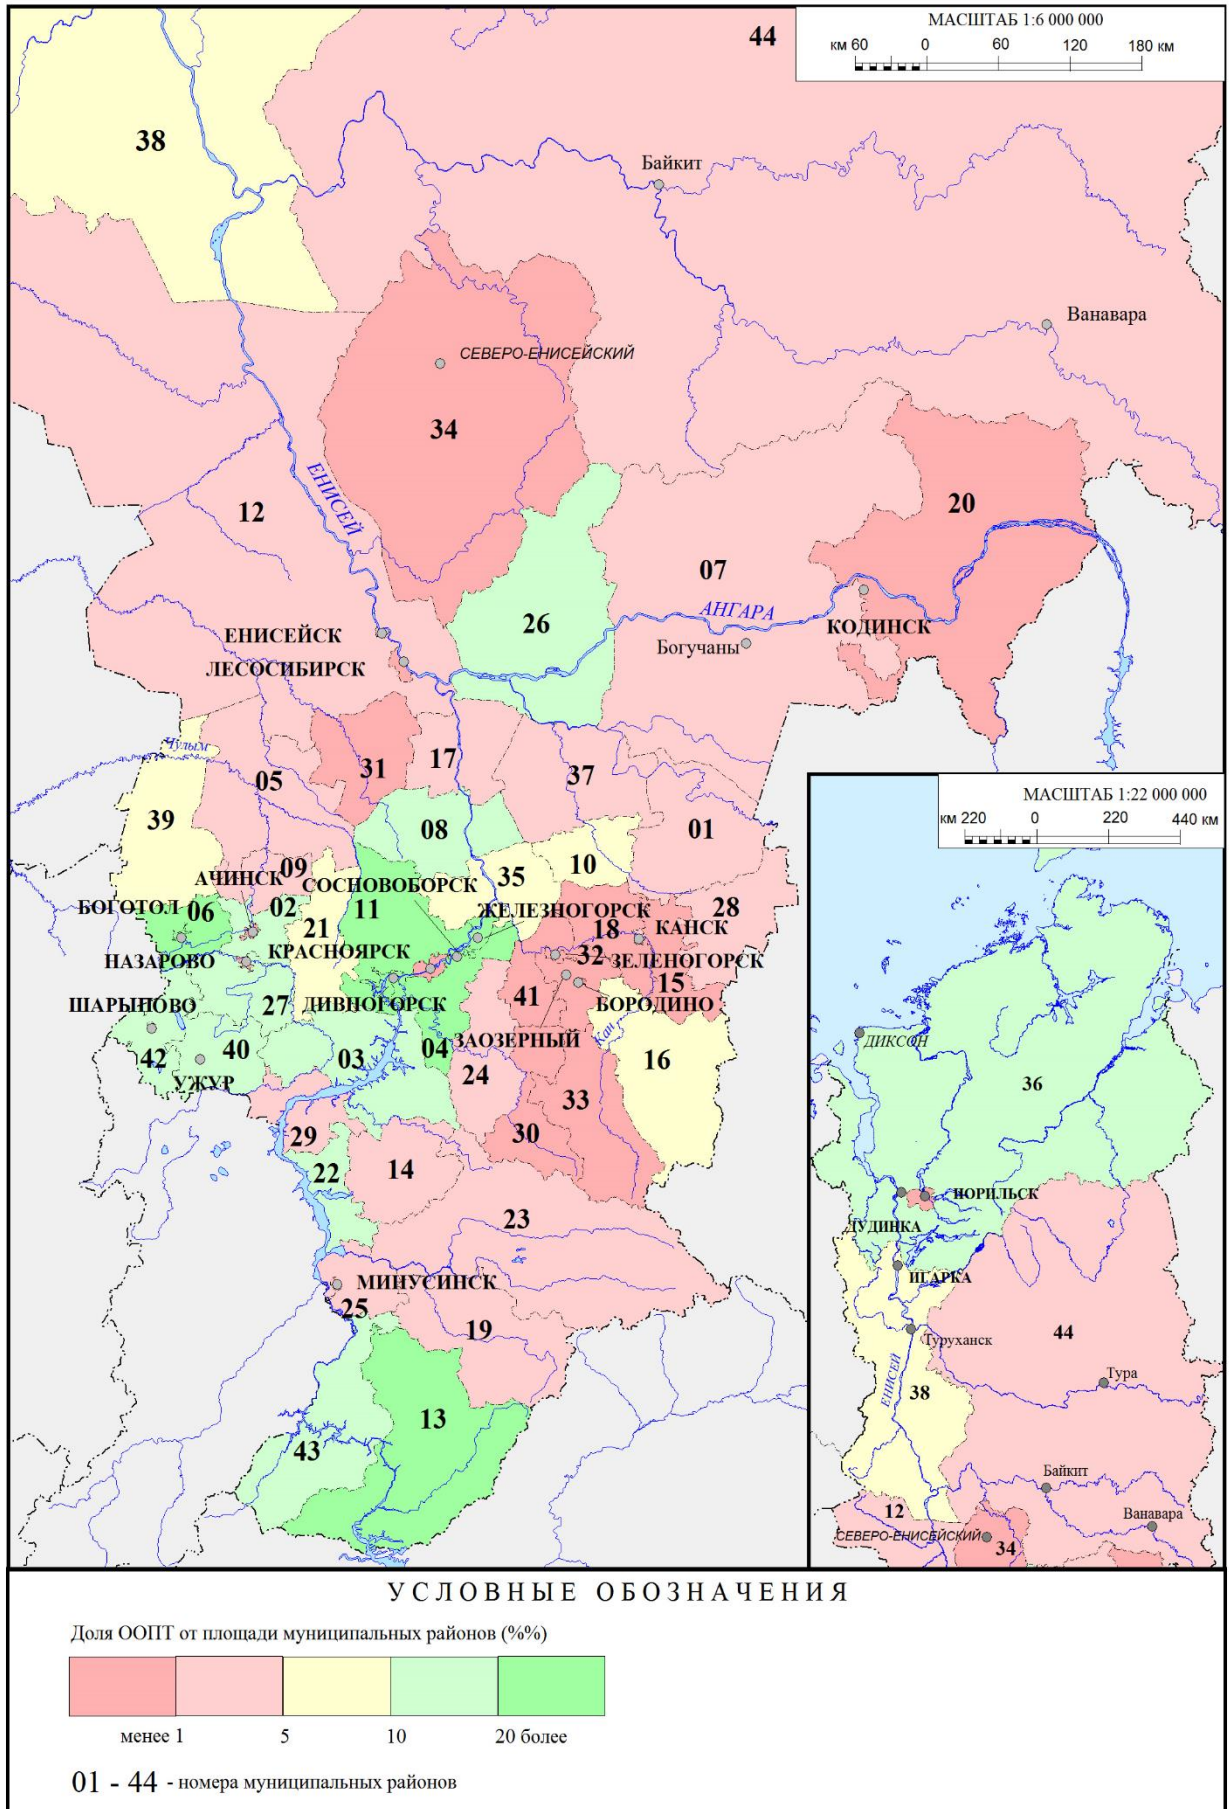 МАСШТАБ 1:6 000 000
км 60 0 60 120 180 км
44
38
Байкит
Ванавара
СЕВЕРО-ЕНИСЕЙСКИЙ
34
ЕНИСЕЙ
12
20
07
26
АНГАРА
КОДИНСК
Богучаны
ЕНИСЕЙСК
ЛЕСОСИБИРСК
Чулым
05
31
17
37
39
08
01
МАСШТАБ 1:22 000 000
км 220 0 220 440 км
09
35
10
АЧИНСК
СОСНОВОБОРСК
БОГОТОЛ
06
02
11
ЖЕЛЕЗНОГОРСК
28
21
18
КАНСК
КРАСНОЯРСК
НАЗАРОВО
32
ЗЕЛЕНОГОРСК
15
41
БОРОДИНО
ШАРЫПОВО
27
ДИВНОГОРСК
Кан
ЗАОЗЕРНЫЙ
42
40
03
04
16
УЖУР
24
33
29
30
22
14
23
МИНУСИНСК
25
19
13
43
ДИКСОН
36
НОРИЛЬСК
ДУДИНКА
ИГАРКА
Туруханск
44
ЕНИСЕЙ
Тура
38
Байкит
12
Ванавара
СЕВЕРО-ЕНИСЕЙСКИЙ
34
УСЛОВНЫЕ ОБОЗНАЧЕНИЯ
Доля ООПТ от площади муниципальных районов (%%)
менее 1 5 10 20 более
01 - 44 - номера муниципальных районов